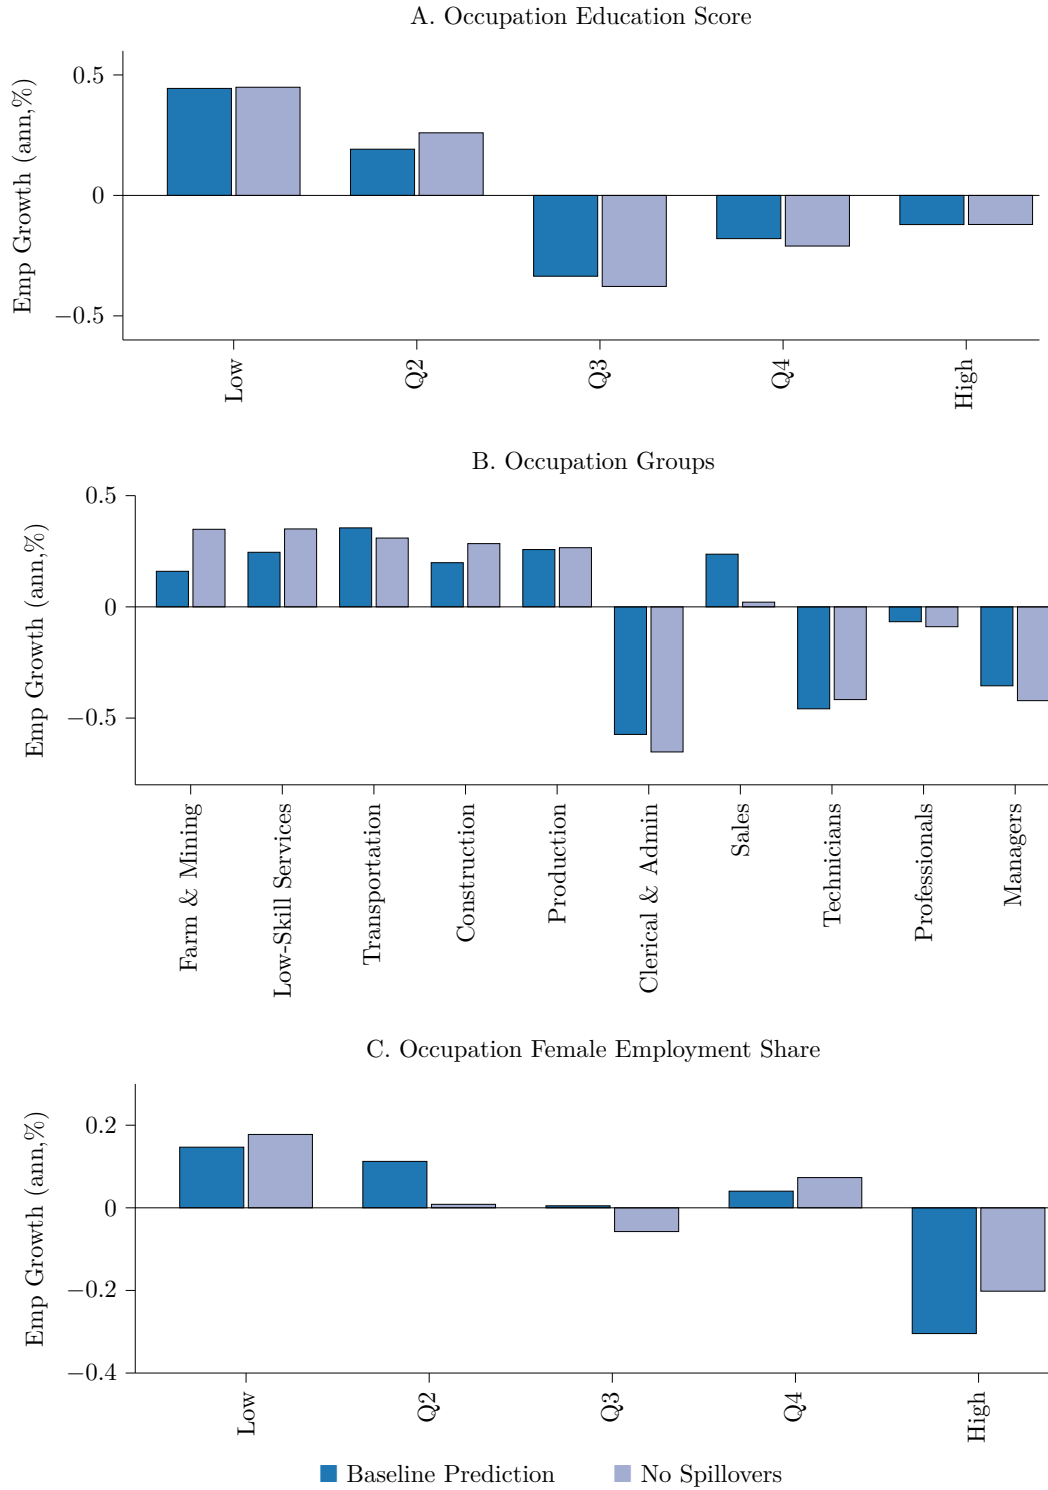 A. Occupation Education Score
Emp Growth (ann,%)
0.5
0
−0.5
Low
Q2
Q3
Q4
High
B. Occupation Groups
Emp Growth (ann,%)
0.5
0
−0.5
Farm & Mining
Low-Skill Services
Transportation
Construction
Production
Clerical & Admin
Sales
Technicians
Professionals
Managers
C. Occupation Female Employment Share
Emp Growth (ann,%)
0.2
0
−0.2
−0.4
Low
Q2
Q3
Q4
High
Baseline Prediction
No Spillovers